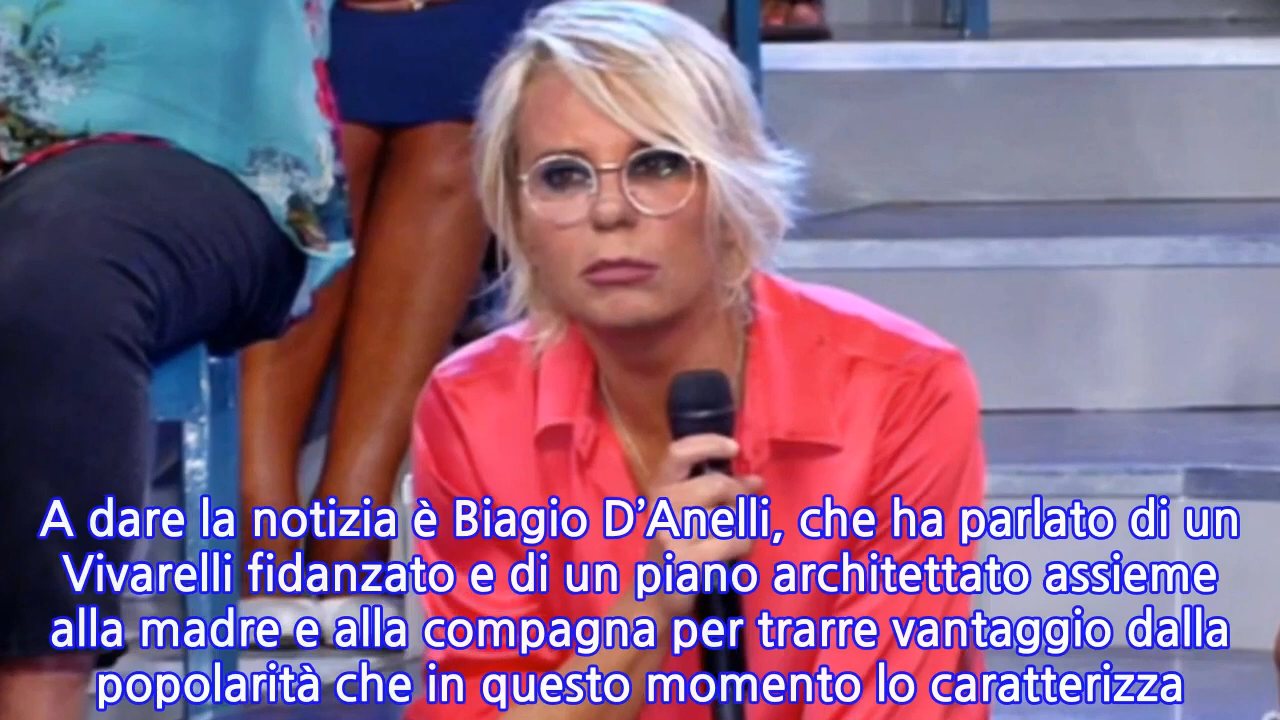 A dare la notizia è Biagio D’Anelli, che ha parlato di un
Vivarelli fidanzato e di un piano architettato assieme
alla madre e alla compagna per trarre vantaggio dalla
popolarità che in questo momento lo caratterizza